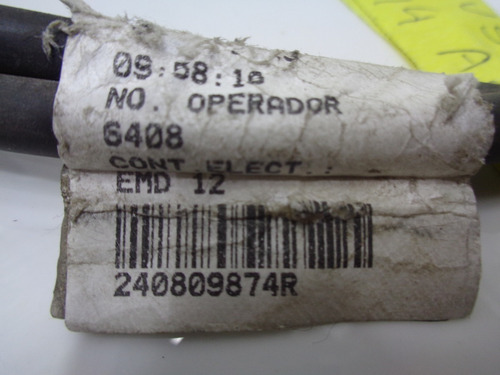 09:58:16
NO. OPERADOR
6408
CONT ELECT.:
EMD 12
240809874R
A